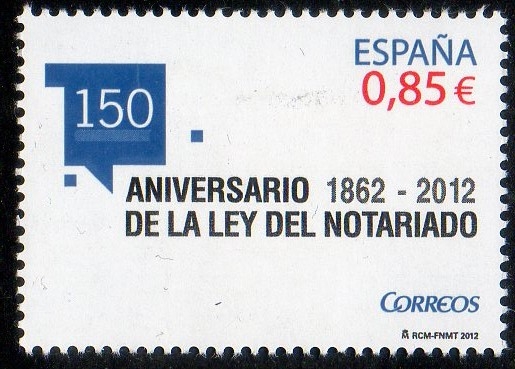 ESPAÑA
0,85 €
150
ANIVERSARIO 1862 - 2012
DE LA LEY DEL NOTARIADO
CORREOS
RCM-FNMT 2012